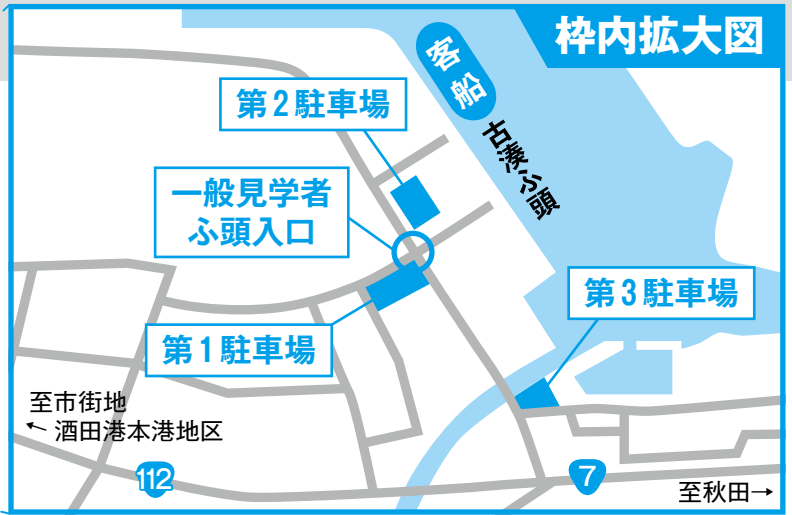 枠内拡大図
客船
古湊ふ頭
第2駐車場
一般見学者
ふ頭入口
第3駐車場
第1駐車場
至市街地
← 酒田港本港地区
112
7
至秋田→